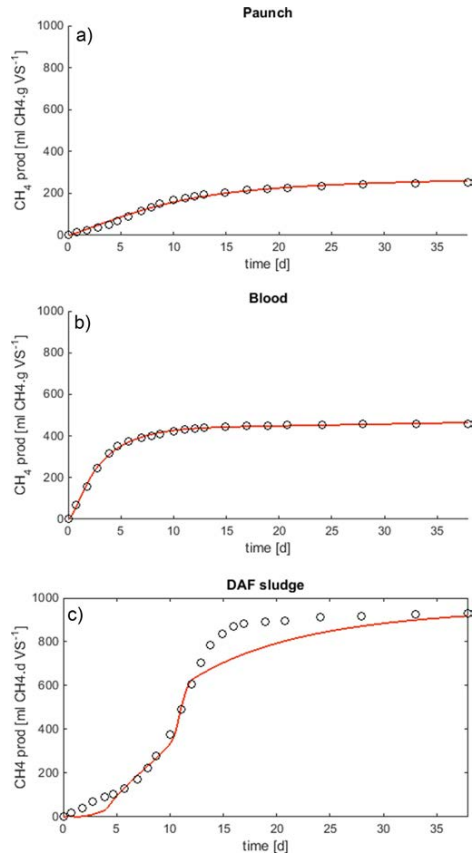 Paunch
a)
1000
800
600
400
200
0
CH₄ prod [ml CH4.g VS⁻¹]
0 5 10 15 20 25 30 35
time [d]
Blood
b)
1000
800
600
400
200
0
CH₄ prod [ml CH4.g VS⁻¹]
0 5 10 15 20 25 30 35
time [d]
DAF sludge
c)
1000
800
600
400
200
0
CH4 prod [ml CH4.d VS⁻¹]
0 5 10 15 20 25 30 35
time [d]